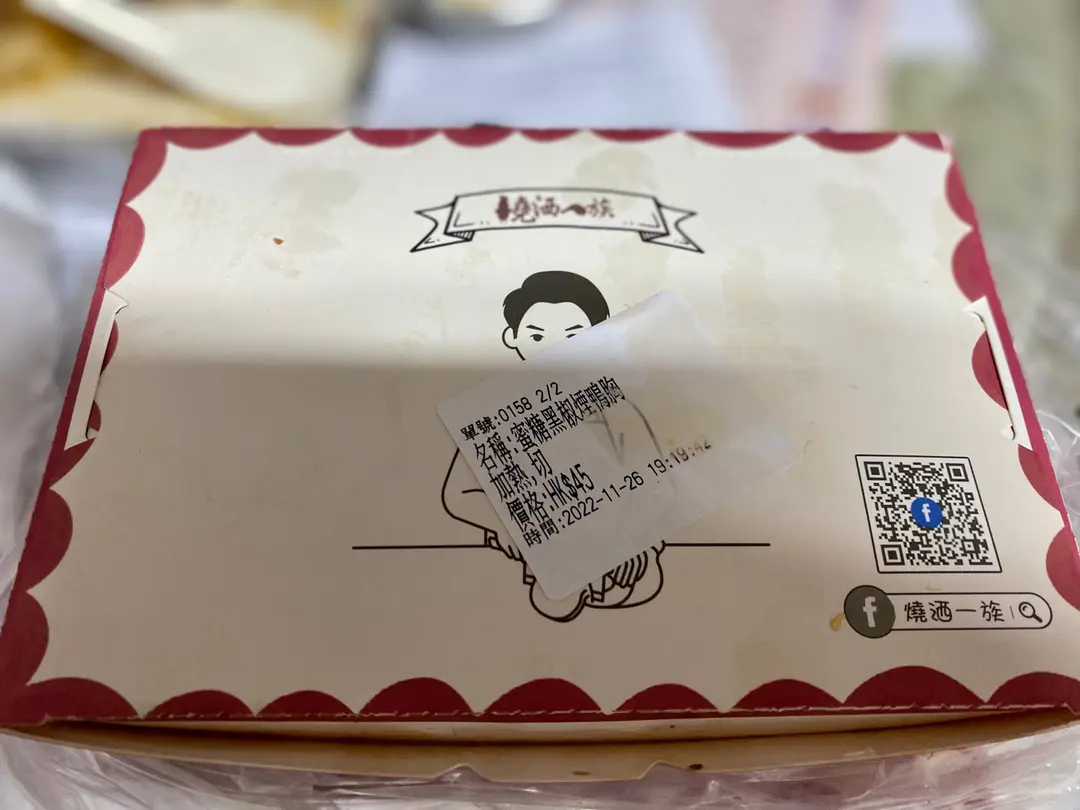 燒酒一族
單號:0158 2/2
名稱:蜜糖黑椒煙鴨胸
加熱,切
價格:HK$45
時間:2022-11-26 19:19:42
f
f 燒酒一族